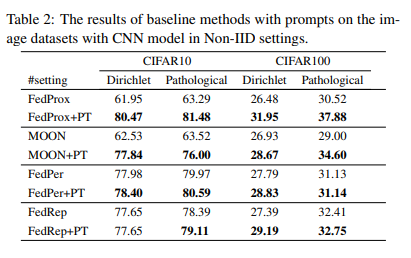 Table 2: The results of baseline methods with prompts on the im-
age datasets with CNN model in Non-IID settings.
CIFAR10 CIFAR100
#setting Dirichlet Pathological Dirichlet Pathological
FedProx 61.95 63.29 26.48 30.52
FedProx+PT 80.47 81.48 31.95 37.88
MOON 62.53 63.52 26.93 29.00
MOON+PT 77.84 76.00 28.67 34.60
FedPer 77.98 79.97 27.79 31.13
FedPer+PT 78.40 80.59 28.83 31.14
FedRep 77.65 78.39 27.39 32.41
FedRep+PT 77.65 79.11 29.19 32.75